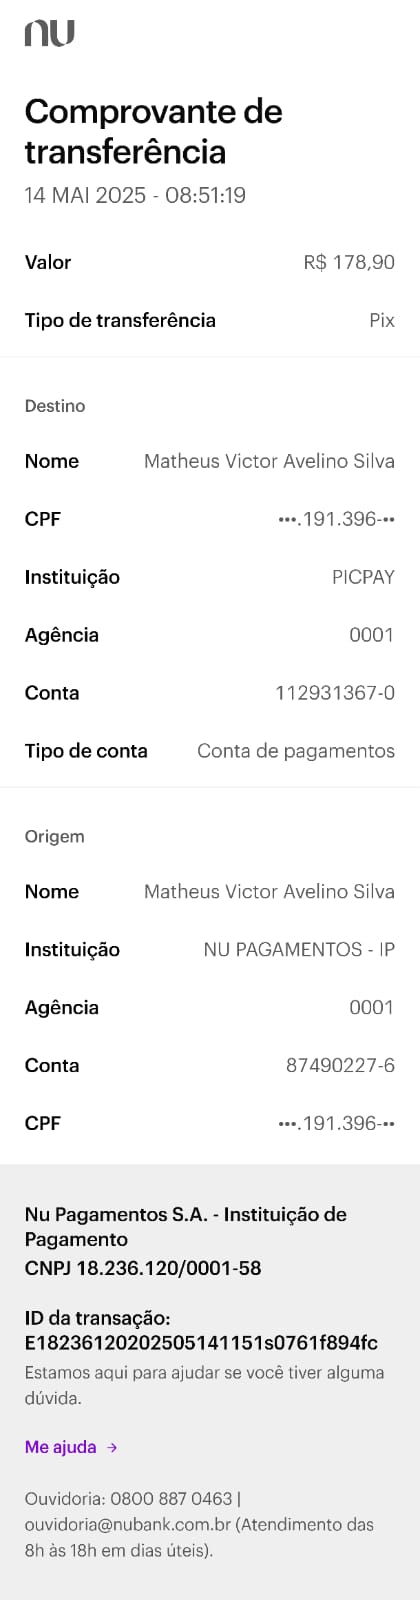 nu
Comprovante de
transferência
14 MAI 2025 - 08:51:19
Valor R$ 178,90
Tipo de transferência Pix
Destino
Nome Matheus Victor Avelino Silva
CPF •••.191.396-••
Instituição PICPAY
Agência 0001
Conta 112931367-0
Tipo de conta Conta de pagamentos
Origem
Nome Matheus Victor Avelino Silva
Instituição NU PAGAMENTOS - IP
Agência 0001
Conta 87490227-6
CPF •••.191.396-••
Nu Pagamentos S.A. - Instituição de
Pagamento
CNPJ 18.236.120/0001-58
ID da transação:
E18236120202505141151s0761f894fc
Estamos aqui para ajudar se você tiver alguma
dúvida.
Me ajuda →
Ouvidoria: 0800 887 0463 |
ouvidoria@nubank.com.br (Atendimento das
8h às 18h em dias úteis).